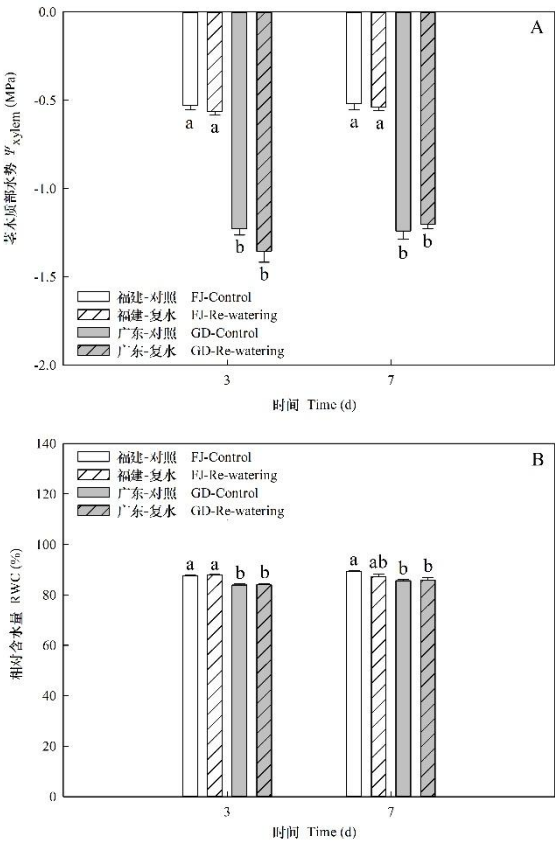 A
0.0
-0.5
-1.0
-1.5
-2.0
茎木质部水势 Ψxylem (MPa)
a a b b
a a b b
福建-对照 FJ-Control
福建-复水 FJ-Re-watering
广东-对照 GD-Control
广东-复水 GD-Re-watering
3 7
时间 Time (d)
B
140
120
100
80
60
40
20
0
相对含水量 RWC (%)
福建-对照 FJ-Control
福建-复水 FJ-Re-watering
广东-对照 GD-Control
广东-复水 GD-Re-watering
a a b b
a ab b b
3 7
时间 Time (d)